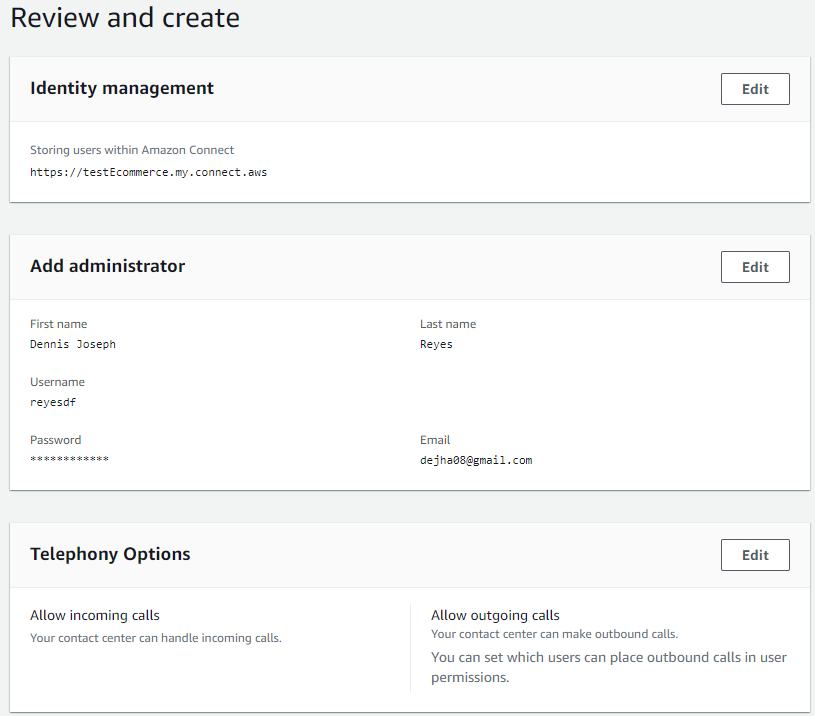 Review and create
Identity management
Edit
Storing users within Amazon Connect
https://testEcommerce.my.connect.aws
Add administrator
Edit
First name
Last name
Dennis Joseph
Reyes
Username
reyesdf
Password
Email
************
dejha08@gmail.com
Telephony Options
Edit
Allow incoming calls
Your contact center can handle incoming calls.
Allow outgoing calls
Your contact center can make outbound calls.
You can set which users can place outbound calls in user
permissions.